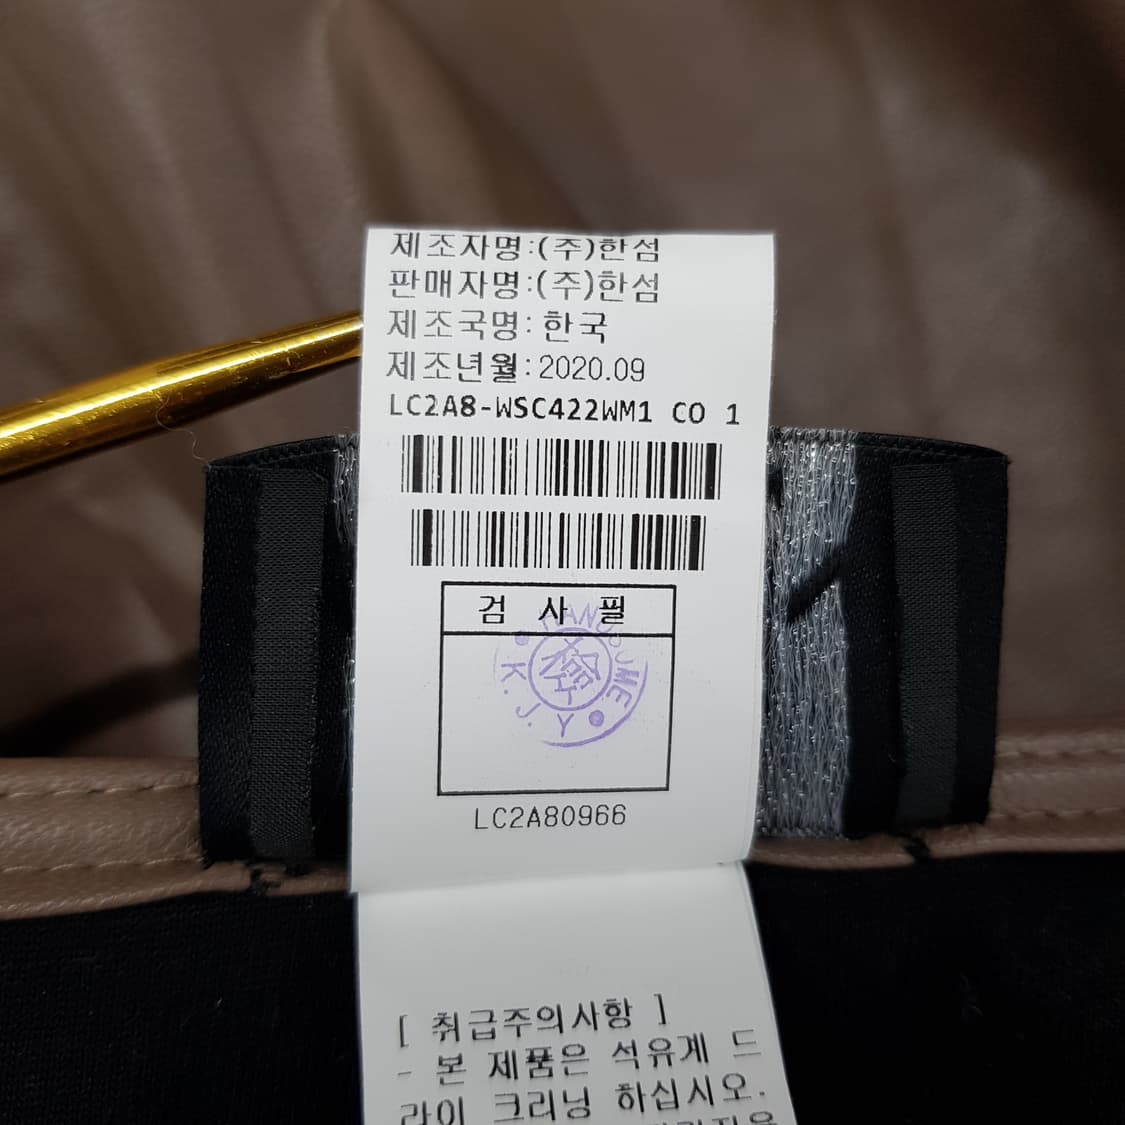 제조자명:(주)한섬
판매자명:(주)한섬
제조국명: 한국
제조년월:2020.09
LC2A8-WSC422WM1 CO 1
검 사 필
HANDSOME
K.J.Y
LC2A80966
[ 취급주의사항 ]
- 본 제품은 석유계 드
라이 크리닝 하십시오.